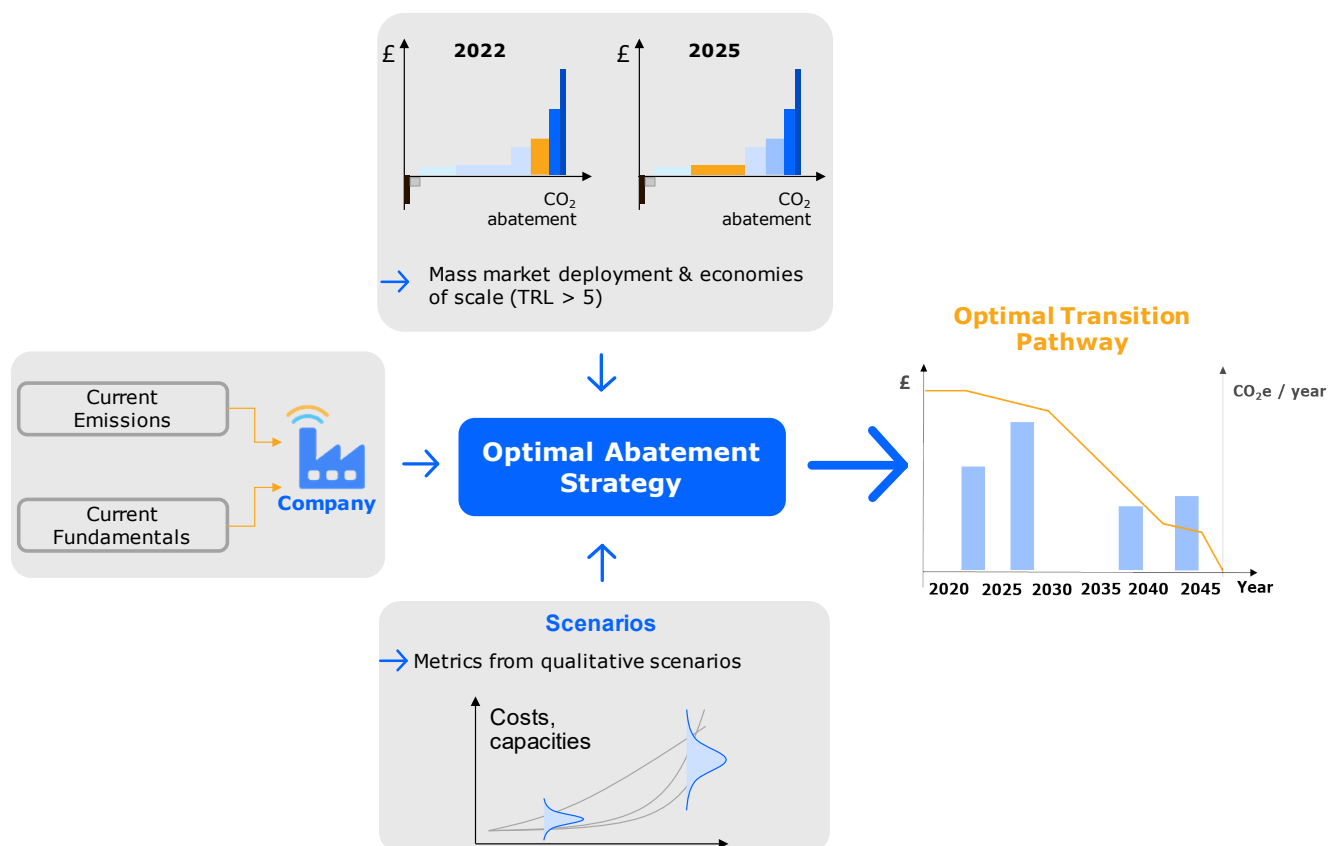 £
2022
CO₂
abatement
£
2025
CO₂
abatement
Mass market deployment & economies
of scale (TRL > 5)
Current
Emissions
Current
Fundamentals
Company
Optimal Abatement
Strategy
Scenarios
Metrics from qualitative scenarios
Costs,
capacities
Optimal Transition
Pathway
£
CO₂e / year
2020 2025 2030 2035 2040 2045 Year